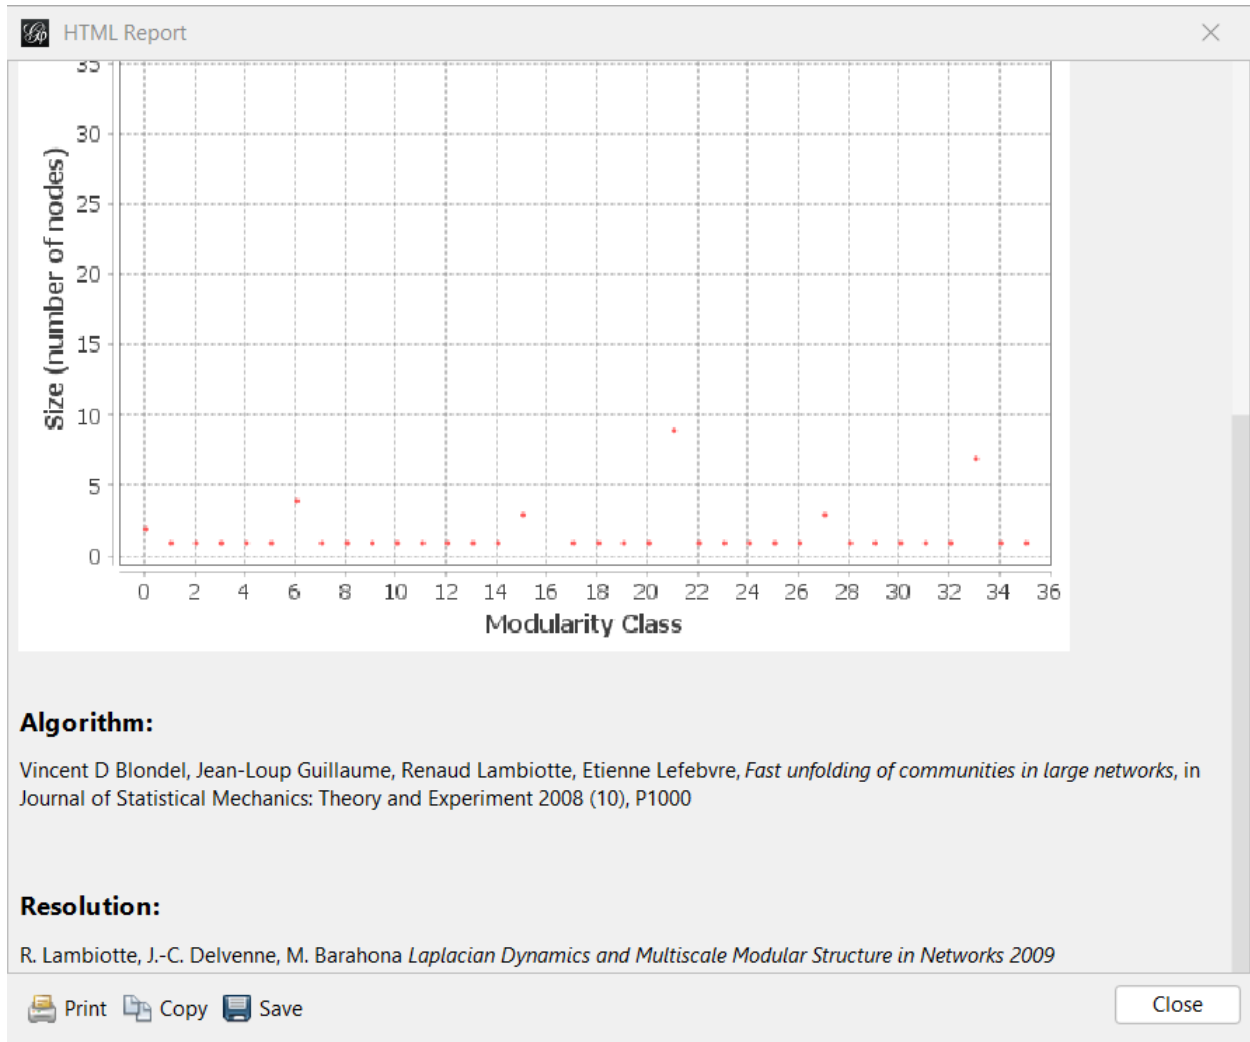 HTML Report
35
30
25
20
15
10
5
0
Size (number of nodes)
0 2 4 6 8 10 12 14 16 18 20 22 24 26 28 30 32 34 36
Modularity Class
Algorithm:
Vincent D Blondel, Jean-Loup Guillaume, Renaud Lambiotte, Etienne Lefebvre, Fast unfolding of communities in large networks, in
Journal of Statistical Mechanics: Theory and Experiment 2008 (10), P1000
Resolution:
R. Lambiotte, J.-C. Delvenne, M. Barahona Laplacian Dynamics and Multiscale Modular Structure in Networks 2009
Print Copy Save Close